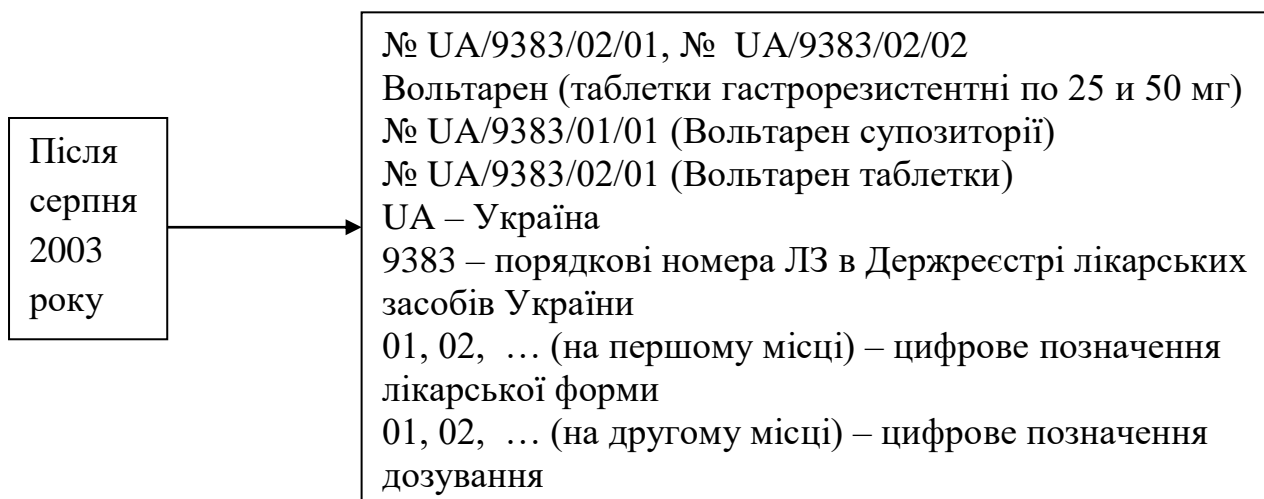 Після
серпня
2003
року
№ UA/9383/02/01, № UA/9383/02/02
Вольтарен (таблетки гастрорезистентні по 25 и 50 мг)
№ UA/9383/01/01 (Вольтарен супозиторії)
№ UA/9383/02/01 (Вольтарен таблетки)
UA – Україна
9383 – порядкові номера ЛЗ в Держреєстрі лікарських
засобів України
01, 02, … (на першому місці) – цифрове позначення
лікарської форми
01, 02, … (на другому місці) – цифрове позначення
дозування